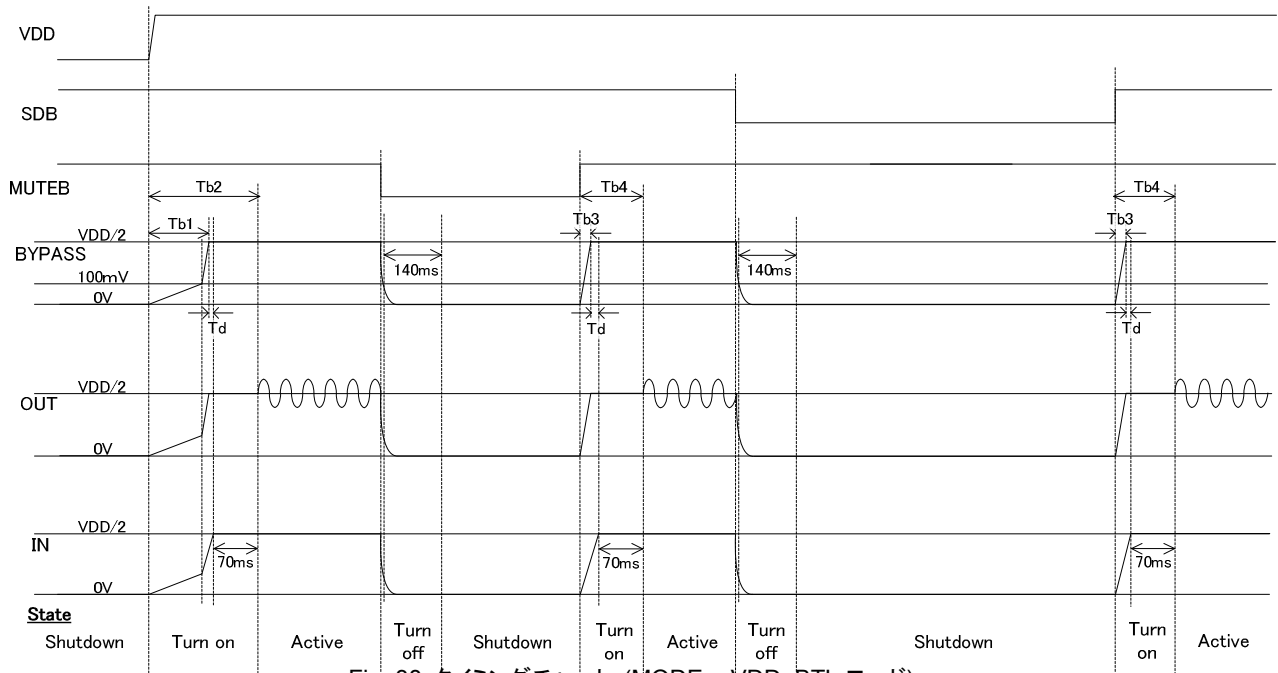 VDD
SDB
MUTEB
Tb2
Tb4
Tb4
Tb1
Tb3
Tb3
VDD/2
BYPASS
140ms
140ms
100mV
0V
Td
Td
Td
VDD/2
OUT
0V
VDD/2
IN
70ms
70ms
70ms
0V
State
Shutdown
Turn on
Active
Turn off
Shutdown
Turn on
Active
Turn off
Shutdown
Turn on
Active